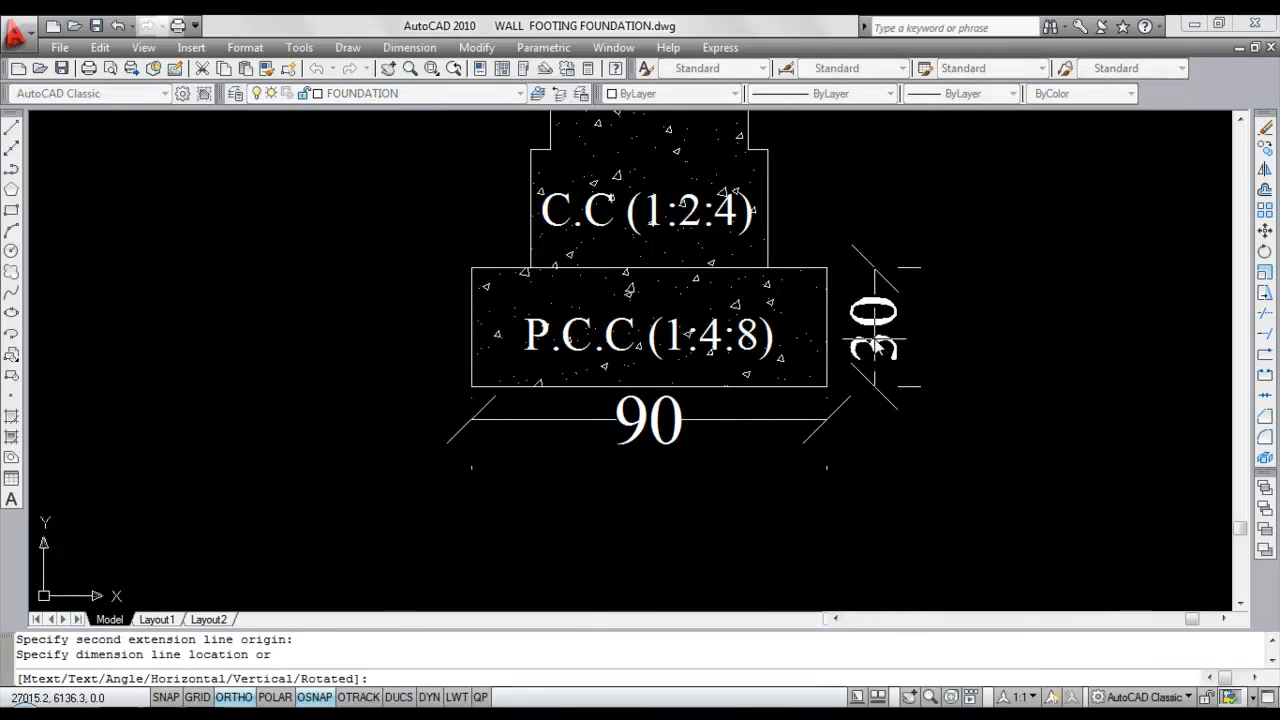 AutoCAD 2010 WALL FOOTING FOUNDATION.dwg Type a keyword or phrase
File Edit View Insert Format Tools Draw Dimension Modify Parametric Window Help Express
Standard Standard Standard Standard
AutoCAD Classic FOUNDATION ByLayer ByLayer ByLayer ByColor
C.C (1:2:4)
P.C.C (1:4:8)
30
90
Y
X
Model Layout1 Layout2
Specify second extension line origin:
Specify dimension line location or
[Mtext/Text/Angle/Horizontal/Vertical/Rotated]:
27015.2, 6136.3, 0.0 SNAP GRID ORTHO POLAR OSNAP OTRACK DUCS DYN LWT QP 1:1 AutoCAD Classic